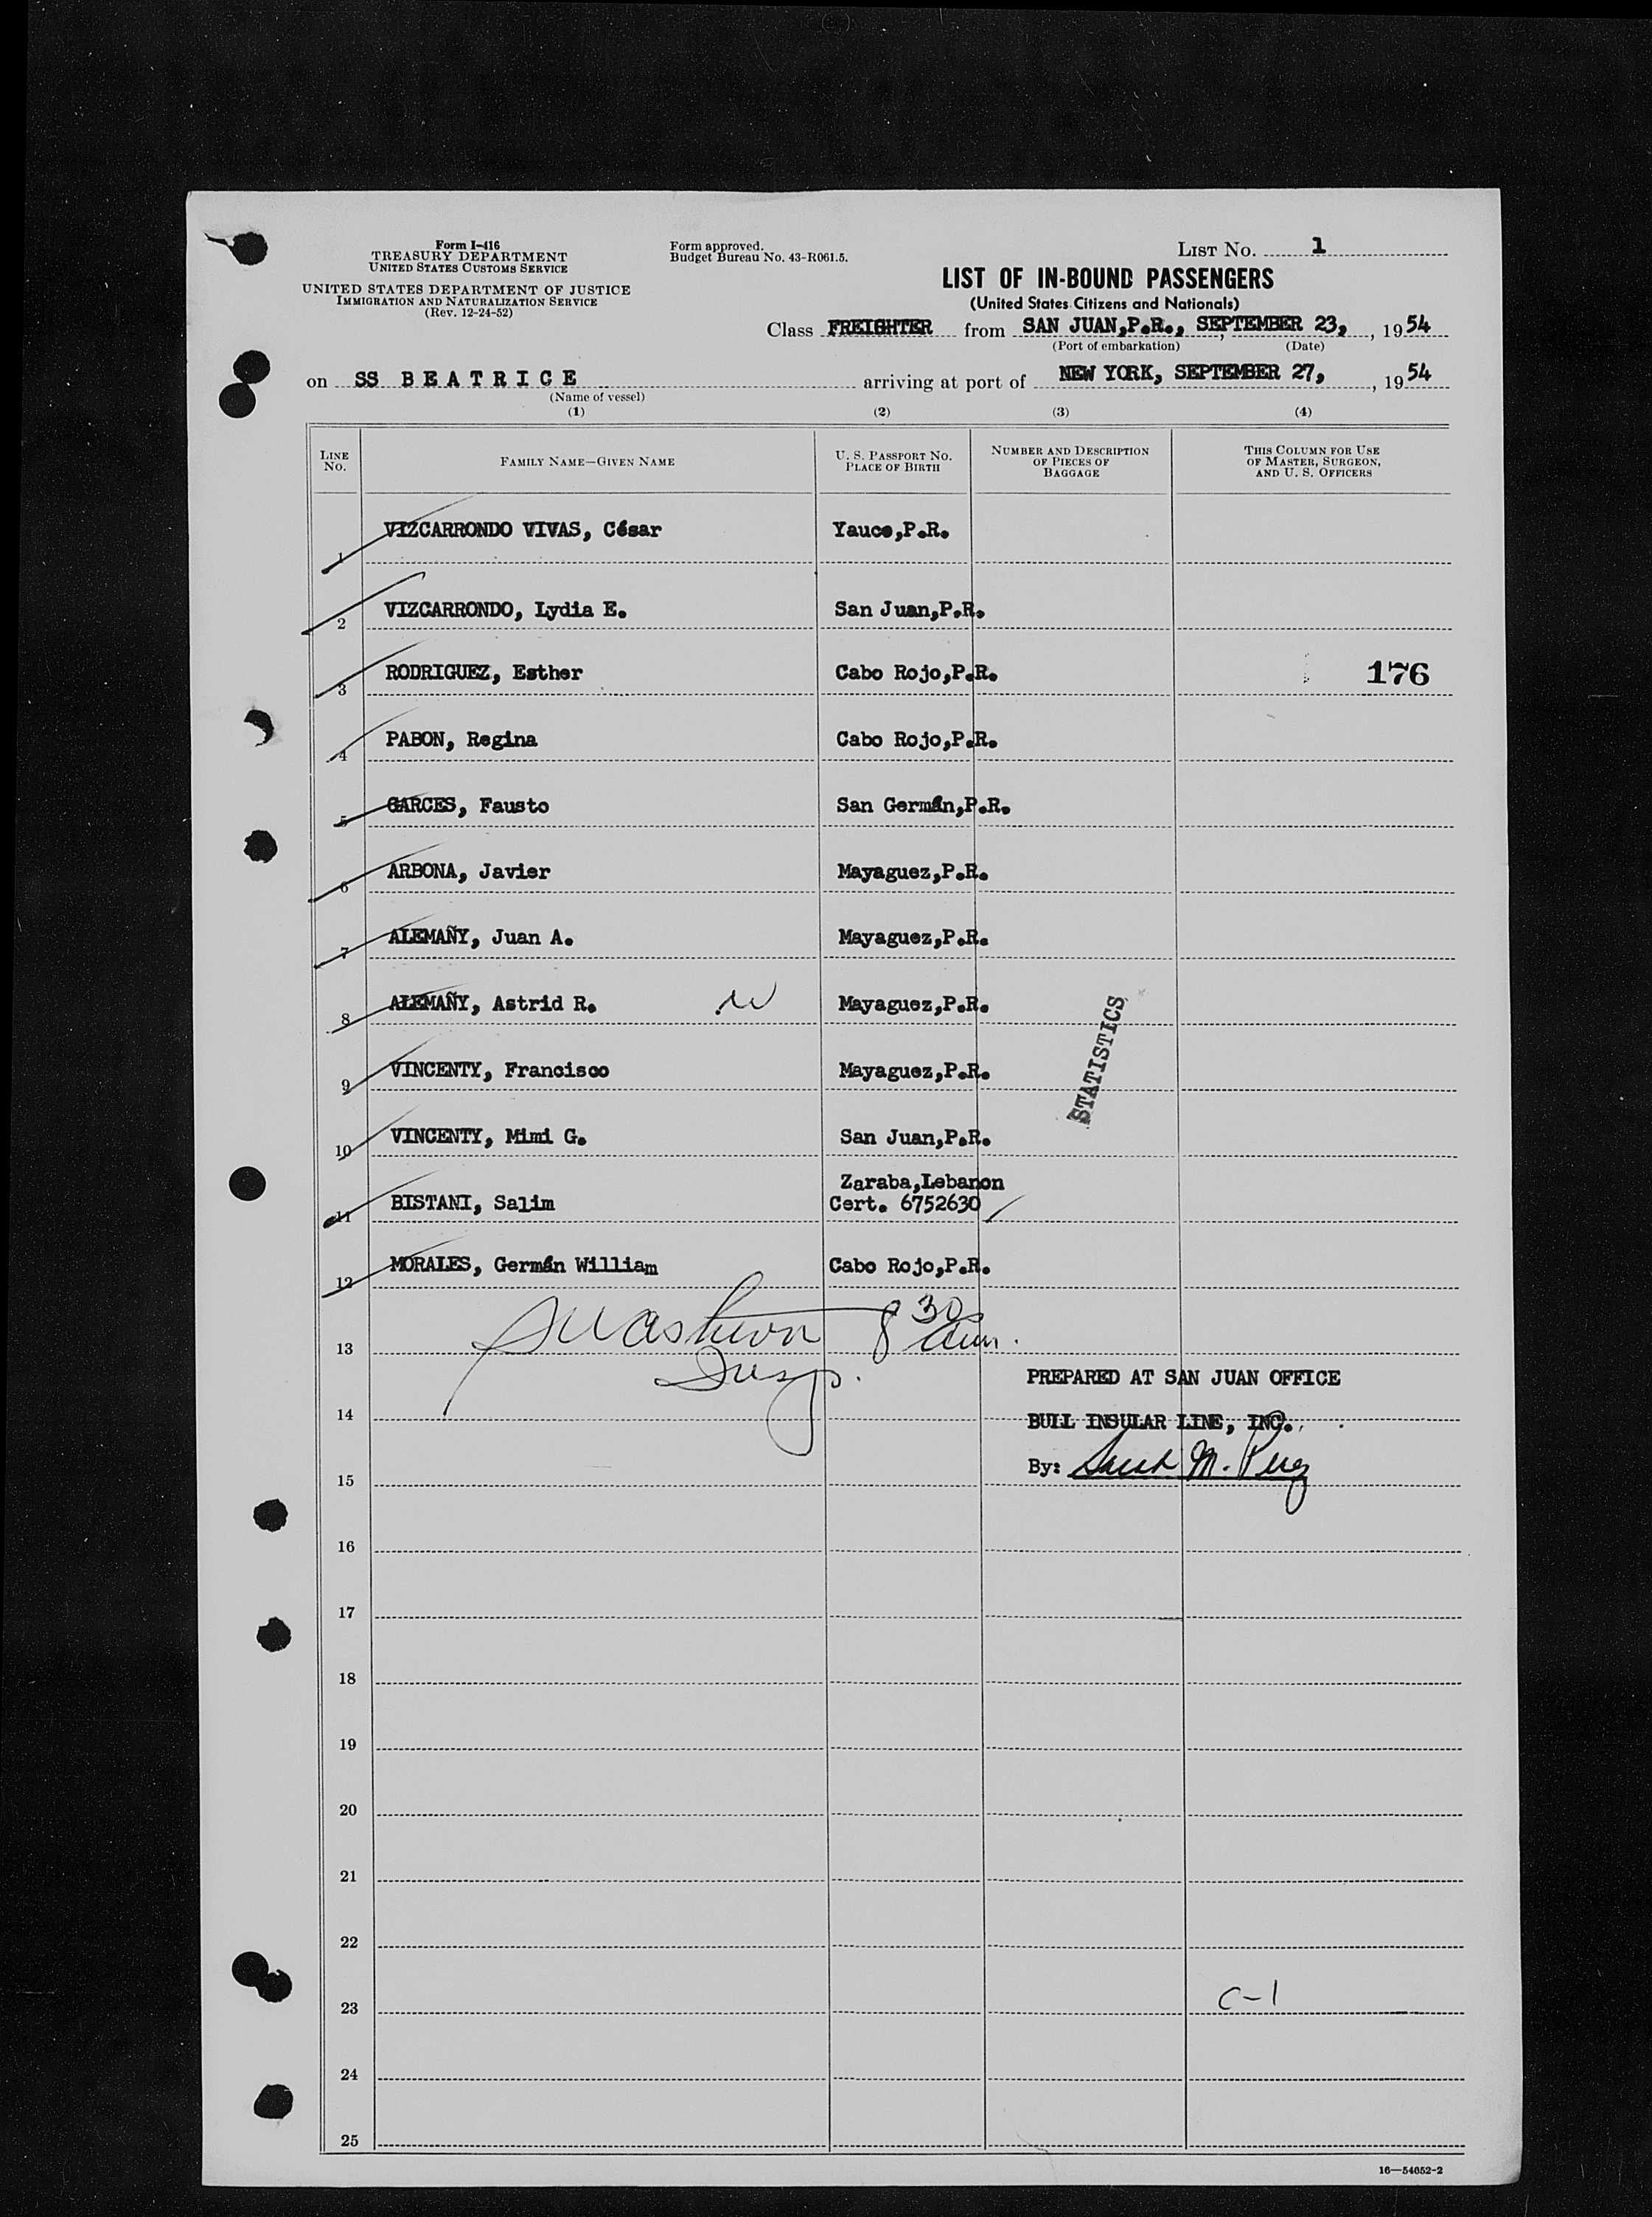 Form I-416
TREASURY DEPARTMENT
UNITED STATES CUSTOMS SERVICE
UNITED STATES DEPARTMENT OF JUSTICE
IMMIGRATION AND NATURALIZATION SERVICE
(Rev. 12-24-52)
Form approved.
Budget Bureau No. 43-R061.5.
LIST NO. 1
LIST OF IN-BOUND PASSENGERS
(United States Citizens and Nationals)
Class FREIGHTER from SAN JUAN,P.R., SEPTEMBER 23, , 1954
(Port of embarkation) (Date)
on SS BEATRICE arriving at port of NEW YORK, SEPTEMBER 27, , 1954
(Name of vessel)
(1) (2) (3) (4)
LINE NO. FAMILY NAME—GIVEN NAME U. S. PASSPORT NO. PLACE OF BIRTH NUMBER AND DESCRIPTION OF PIECES OF BAGGAGE THIS COLUMN FOR USE OF MASTER, SURGEON, AND U. S. OFFICERS
1 VIZCARRONDO VIVAS, César Yauco,P.R.
2 VIZCARRONDO, Lydia E. San Juan,P.R.
3 RODRIGUEZ, Esther Cabo Rojo,P.R. 176
4 PABON, Regina Cabo Rojo,P.R.
5 GARCES, Fausto San Germán,P.R.
6 ARBONA, Javier Mayaguez,P.R.
7 ALEMAÑY, Juan A. Mayaguez,P.R.
8 ALEMAÑY, Astrid R. Mayaguez,P.R.
STATISTICS
9 VINCENTY, Francisco Mayaguez,P.R.
10 VINCENTY, Mimi G. San Juan,P.R.
Zaraba,Lebanon
11 BISTANI, Salim Cert. 6752630
12 MORALES, Germán William Cabo Rojo,P.R.
8 30 am.
13
Insp.
PREPARED AT SAN JUAN OFFICE
14 BULL INSULAR LINE, INC.
By: M. Perez
15
16
17
18
19
20
21
22
23 C-1
24
25
16—54652-2